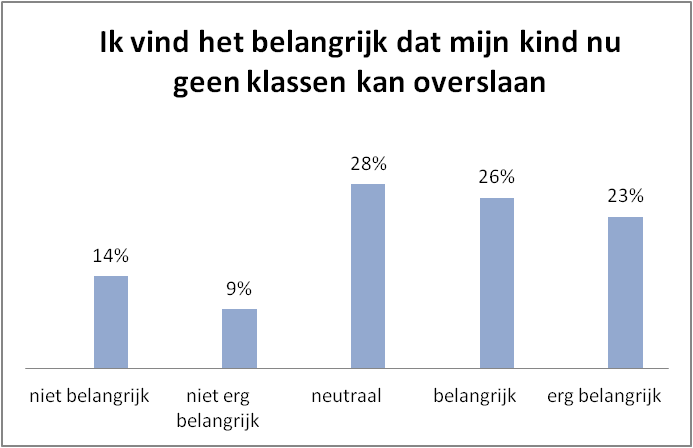 Ik vind het belangrijk dat mijn kind nu
geen klassen kan overslaan
28%
26%
23%
14%
9%
niet belangrijk
niet erg
belangrijk
neutraal
belangrijk
erg belangrijk